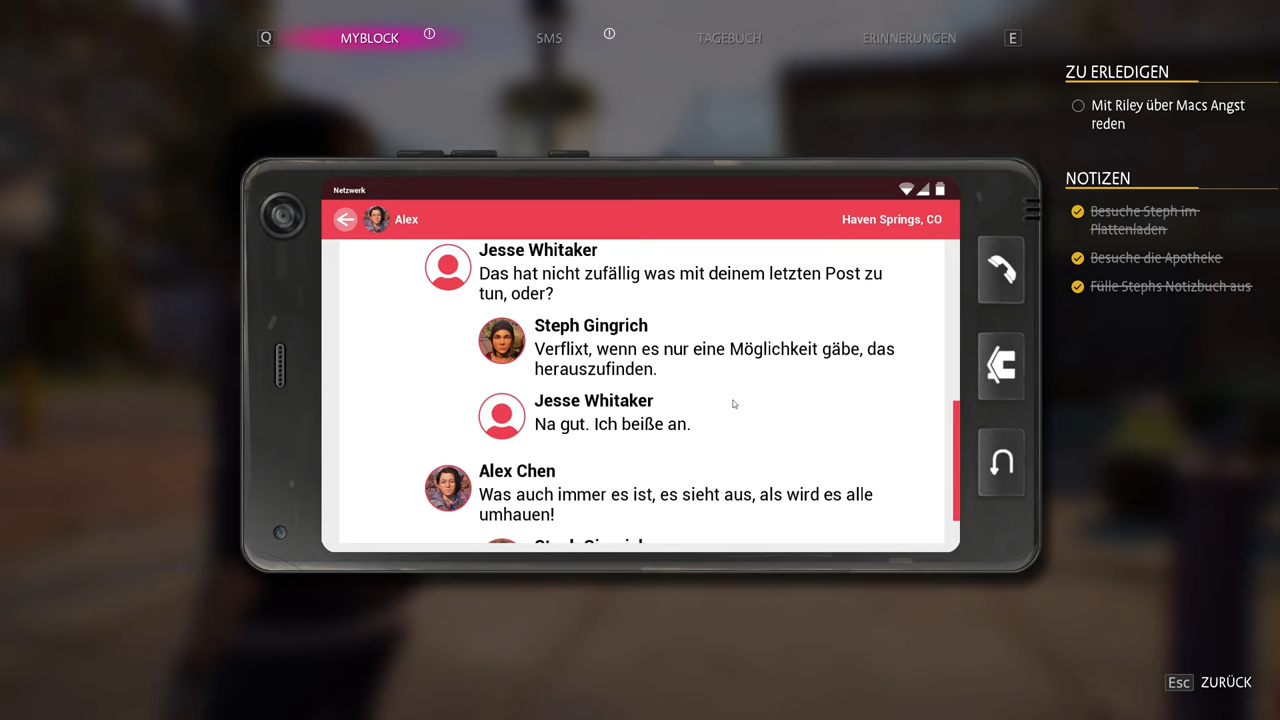 Q
MYBLOCK
SMS
TAGEBUCH
ERINNERUNGEN
E
ZU ERLEDIGEN
Mit Riley über Macs Angst
reden
NOTIZEN
Besuche Steph im
Plattenladen
Besuche die Apotheke
Fülle Stephs Notizbuch aus
Netzwerk
Alex
Haven Springs, CO
Jesse Whitaker
Das hat nicht zufällig was mit deinem letzten Post zu
tun, oder?
Steph Gingrich
Verflixt, wenn es nur eine Möglichkeit gäbe, das
herauszufinden.
Jesse Whitaker
Na gut. Ich beiße an.
Alex Chen
Was auch immer es ist, es sieht aus, als wird es alle
umhauen!
Esc ZURÜCK